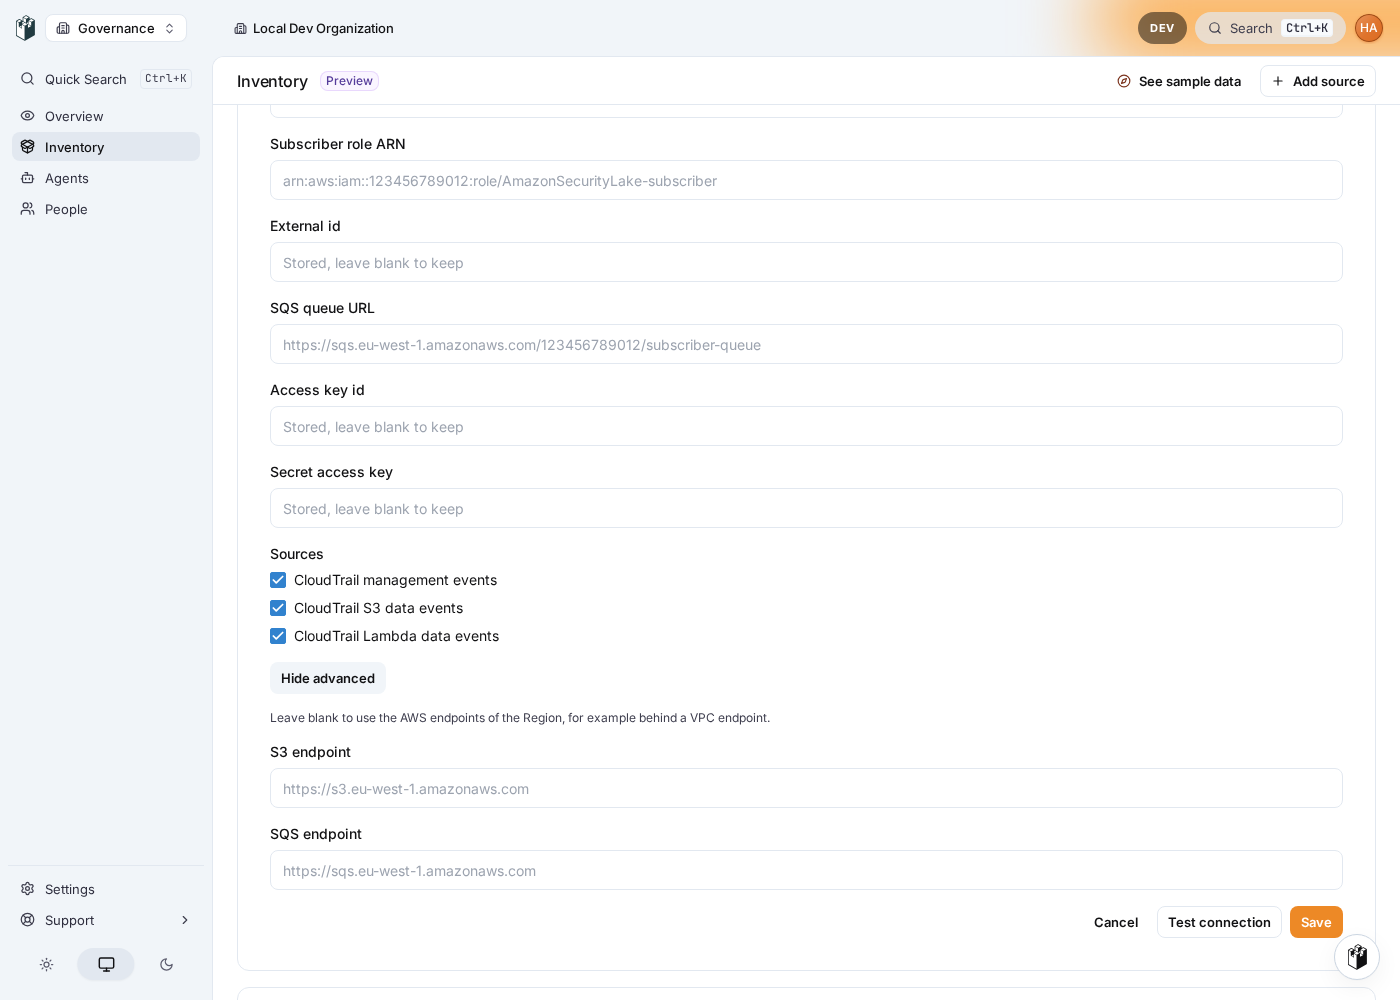 Governance
Local Dev Organization
DEV
Search Ctrl+K
HA
Quick Search Ctrl+K
Overview
Inventory
Agents
People
Inventory Preview
See sample data
Add source
Subscriber role ARN
arn:aws:iam::123456789012:role/AmazonSecurityLake-subscriber
External id
Stored, leave blank to keep
SQS queue URL
https://sqs.eu-west-1.amazonaws.com/123456789012/subscriber-queue
Access key id
Stored, leave blank to keep
Secret access key
Stored, leave blank to keep
Sources
CloudTrail management events
CloudTrail S3 data events
CloudTrail Lambda data events
Hide advanced
Leave blank to use the AWS endpoints of the Region, for example behind a VPC endpoint.
S3 endpoint
https://s3.eu-west-1.amazonaws.com
SQS endpoint
https://sqs.eu-west-1.amazonaws.com
Cancel
Test connection
Save
Settings
Support